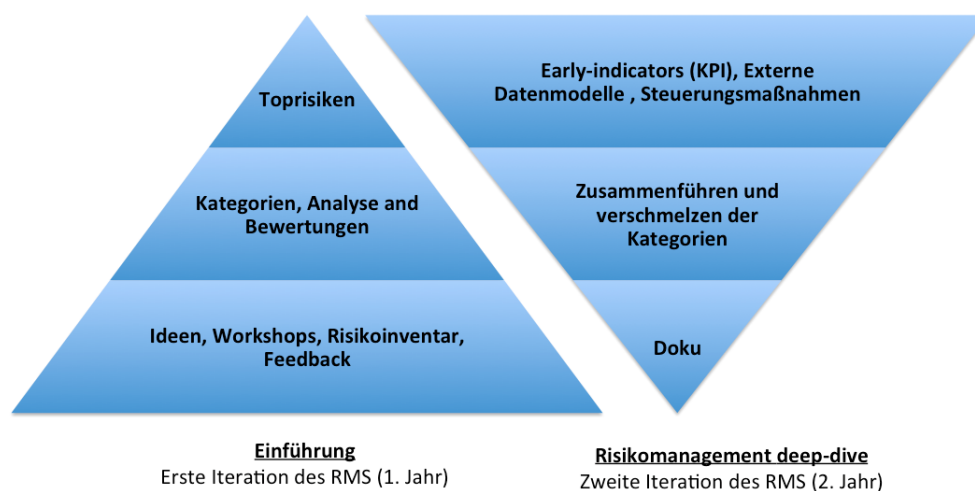 Toprisiken
Kategorien, Analyse and
Bewertungen
Ideen, Workshops, Risikoinventar,
Feedback
Einführung
Erste Iteration des RMS (1. Jahr)
Early-indicators (KPI), Externe
Datenmodelle , Steuerungsmaßnahmen
Zusammenführen und
verschmelzen der
Kategorien
Doku
Risikomanagement deep-dive
Zweite Iteration des RMS (2. Jahr)